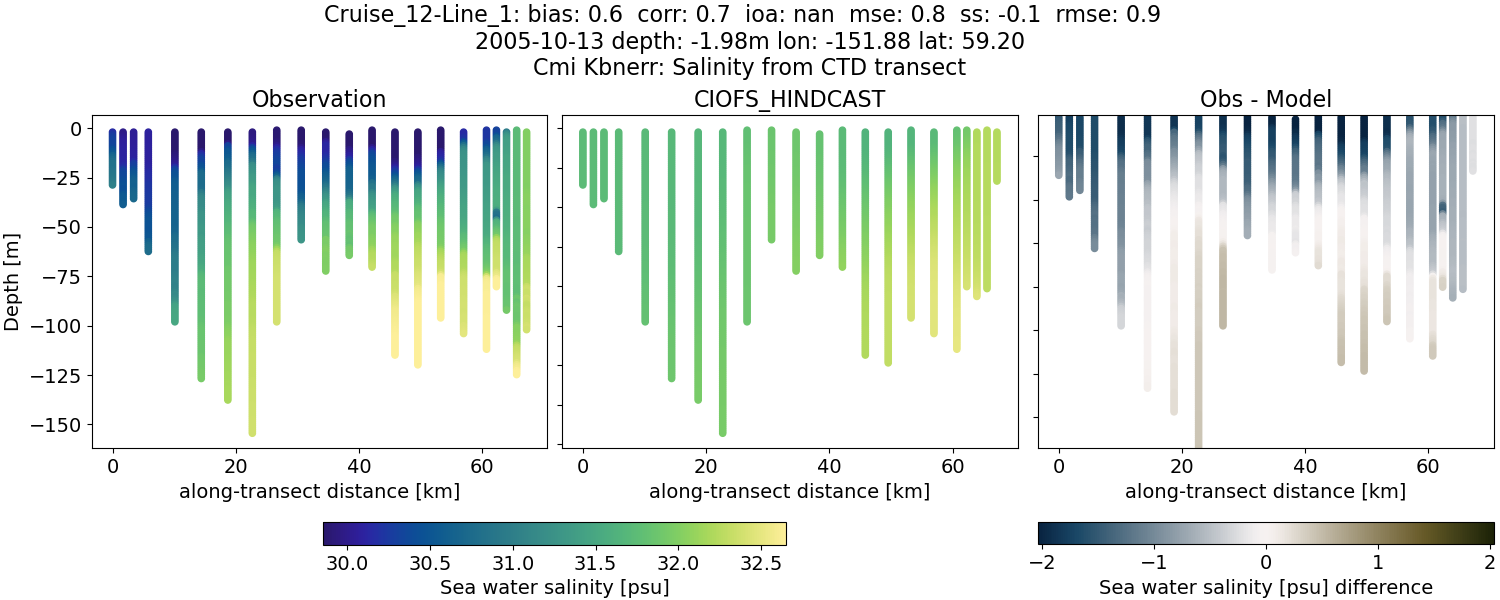 Cruise_12-Line_1: bias: 0.6  corr: 0.7  ioa: nan  mse: 0.8  ss: -0.1  rmse: 0.9
2005-10-13 depth: -1.98m lon: -151.88 lat: 59.20
Cmi Kbnerr: Salinity from CTD transect
Observation
CIOFS_HINDCAST
Obs - Model
Depth [m]
0
−25
−50
−75
−100
−125
−150
0 20 40 60
0 20 40 60
0 20 40 60
along-transect distance [km]
along-transect distance [km]
along-transect distance [km]
30.0 30.5 31.0 31.5 32.0 32.5
Sea water salinity [psu]
−2 −1 0 1 2
Sea water salinity [psu] difference